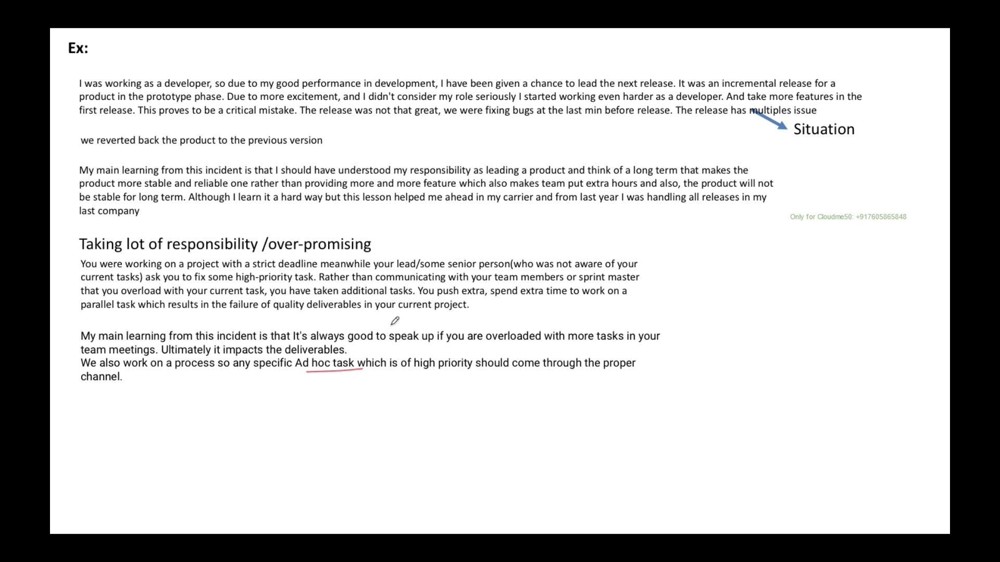 Ex:
I was working as a developer, so due to my good performance in development, I have been given a chance to lead the next release. It was an incremental release for a
product in the prototype phase. Due to more excitement, and I didn't consider my role seriously I started working even harder as a developer. And take more features in the
first release. This proves to be a critical mistake. The release was not that great, we were fixing bugs at the last min before release. The release has multiples issue
Situation
we reverted back the product to the previous version
My main learning from this incident is that I should have understood my responsibility as leading a product and think of a long term that makes the
product more stable and reliable one rather than providing more and more feature which also makes team put extra hours and also, the product will not
be stable for long term. Although I learn it a hard way but this lesson helped me ahead in my carrier and from last year I was handling all releases in my
last company
Only for Cloudme50: +917605865848
Taking lot of responsibility /over-promising
You were working on a project with a strict deadline meanwhile your lead/some senior person(who was not aware of your
current tasks) ask you to fix some high-priority task. Rather than communicating with your team members or sprint master
that you overload with your current task, you have taken additional tasks. You push extra, spend extra time to work on a
parallel task which results in the failure of quality deliverables in your current project.
My main learning from this incident is that It's always good to speak up if you are overloaded with more tasks in your
team meetings. Ultimately it impacts the deliverables.
We also work on a process so any specific Ad hoc task which is of high priority should come through the proper
channel.